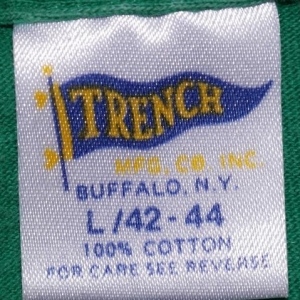 TRENCH
MFG. CO. INC.
BUFFALO, N.Y.
L/42-44
100% COTTON
FOR CARE SEE REVERSE